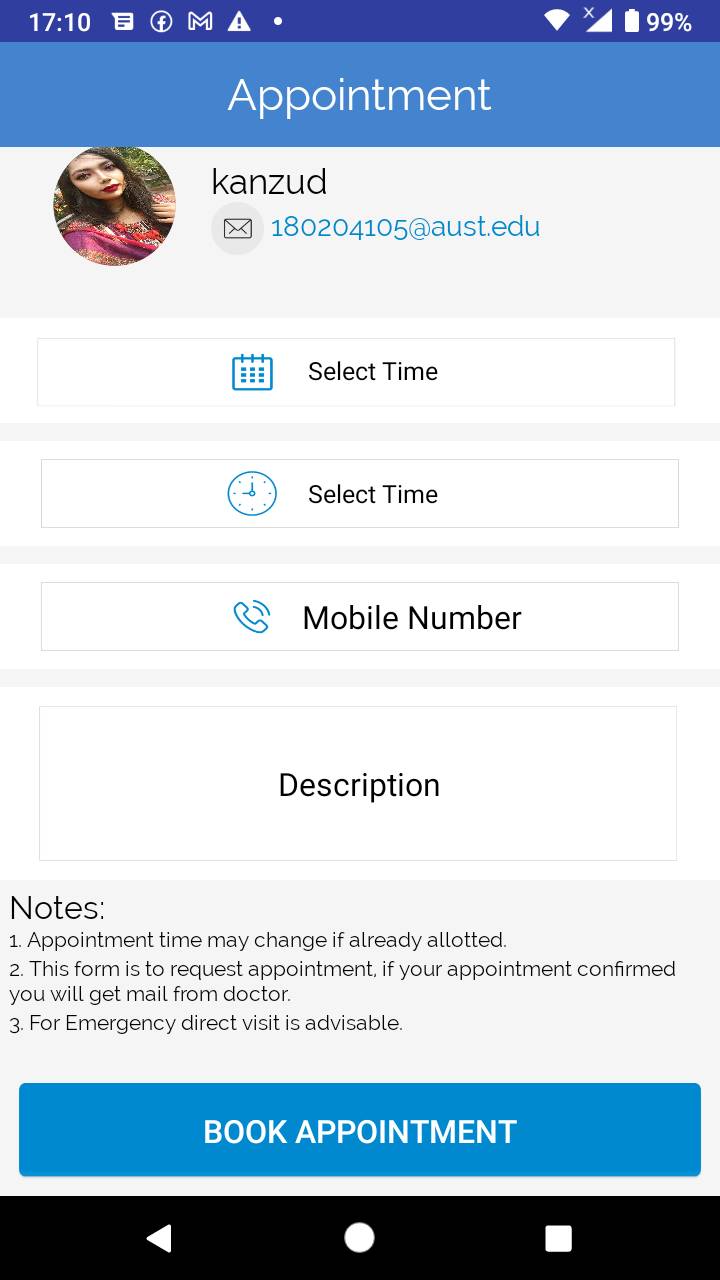 17:10
99%
Appointment
kanzud
180204105@aust.edu
Select Time
Select Time
Mobile Number
Description
Notes:
1. Appointment time may change if already allotted.
2. This form is to request appointment, if your appointment confirmed
you will get mail from doctor.
3. For Emergency direct visit is advisable.
BOOK APPOINTMENT